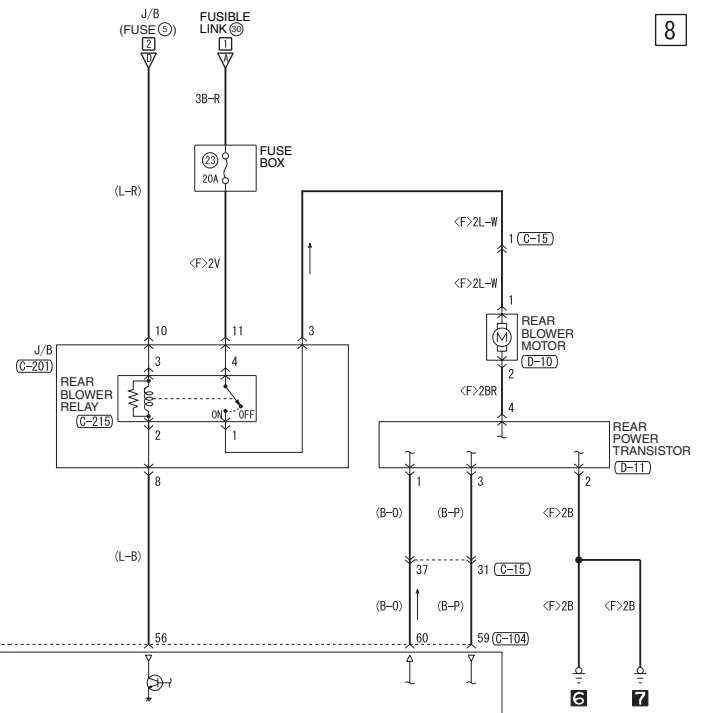 8
J/B
(FUSE ⑤)
2
D
FUSIBLE
LINK ㉚
1
A
3B-R
㉓
20A
FUSE
BOX
(L-R)
<F>2V
<F>2L-W
1 C-15
<F>2L-W
1
M
REAR
BLOWER
MOTOR
D-10
2
<F>2BR
4
10
11
3
J/B
C-201
3
4
REAR
BLOWER
RELAY
C-215
ON OFF
2
1
8
REAR
POWER
TRANSISTOR
D-11
1
3
2
(B-O)
(B-P)
<F>2B
(L-B)
37
31 C-15
(B-O)
(B-P)
<F>2B
<F>2B
56
60
59 C-104
6
7